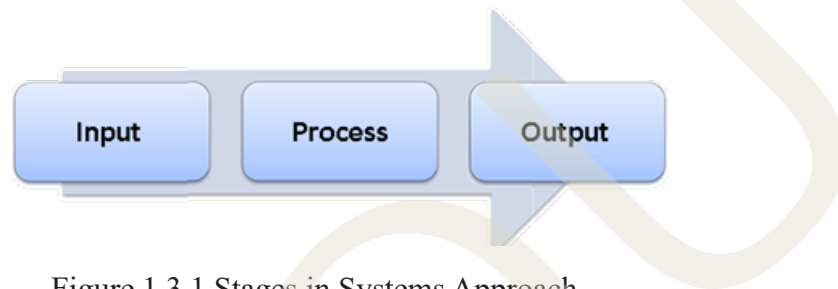 Input Process Output
Figure 1.3.1 Stages in Systems Approach